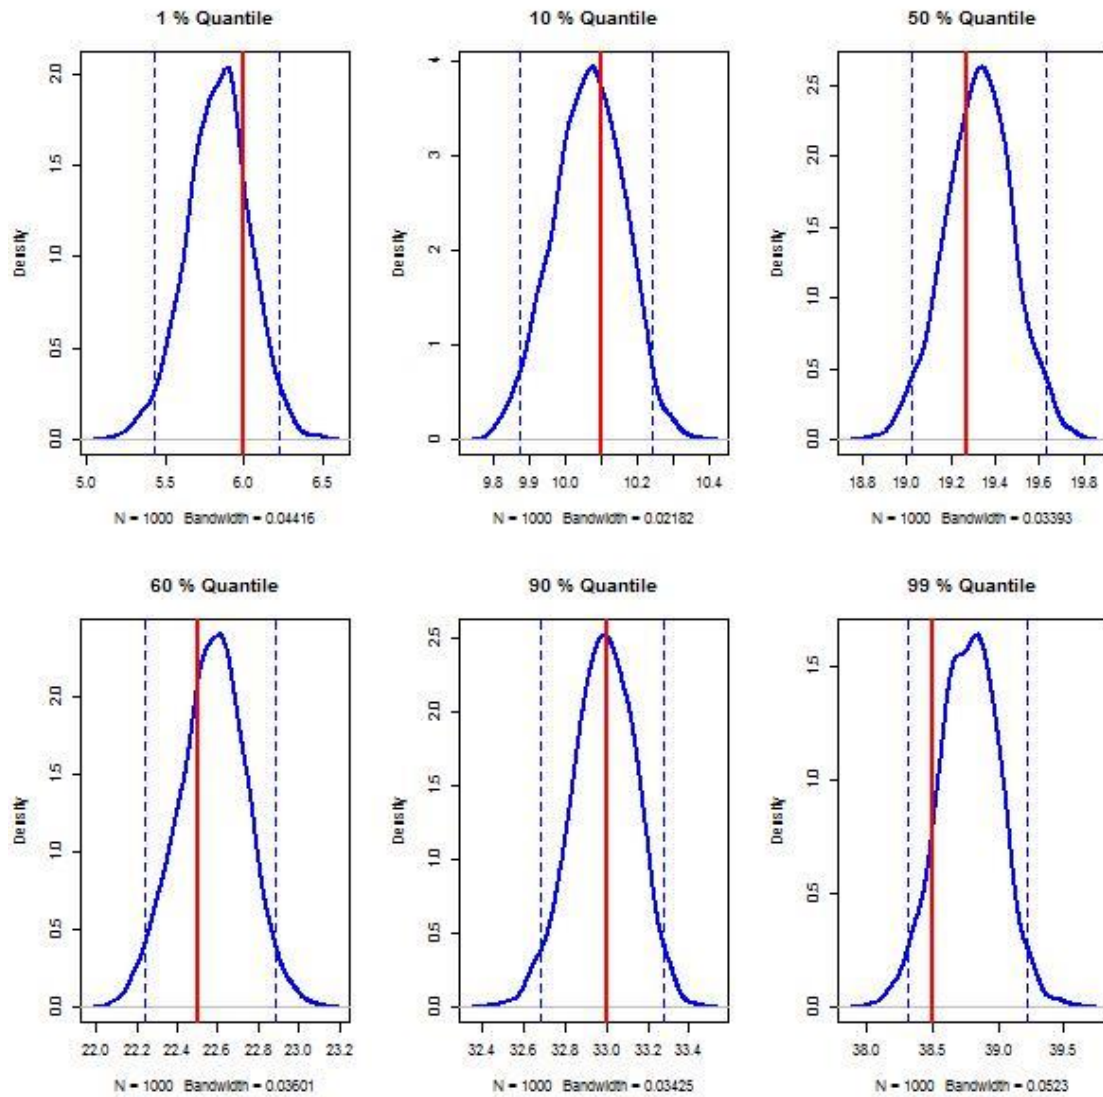 1 % Quantile
Density
0.0 0.5 1.0 1.5 2.0
5.0 5.5 6.0 6.5
N = 1000 Bandwidth = 0.04416
10 % Quantile
0 1 2 3 4
9.8 9.9 10.0 10.2 10.4
N = 1000 Bandwidth = 0.02182
50 % Quantile
Density
0.0 0.5 1.0 1.5 2.0 2.5
18.8 19.0 19.2 19.4 19.6 19.8
N = 1000 Bandwidth = 0.03393
60 % Quantile
Density
0.0 0.5 1.0 1.5 2.0
22.0 22.2 22.4 22.6 22.8 23.0 23.2
N = 1000 Bandwidth = 0.03601
90 % Quantile
Density
0.0 0.5 1.0 1.5 2.0 2.5
32.4 32.6 32.8 33.0 33.2 33.4
N = 1000 Bandwidth = 0.03425
99 % Quantile
Density
0.0 0.5 1.0 1.5
38.0 38.5 39.0 39.5
N = 1000 Bandwidth = 0.0523